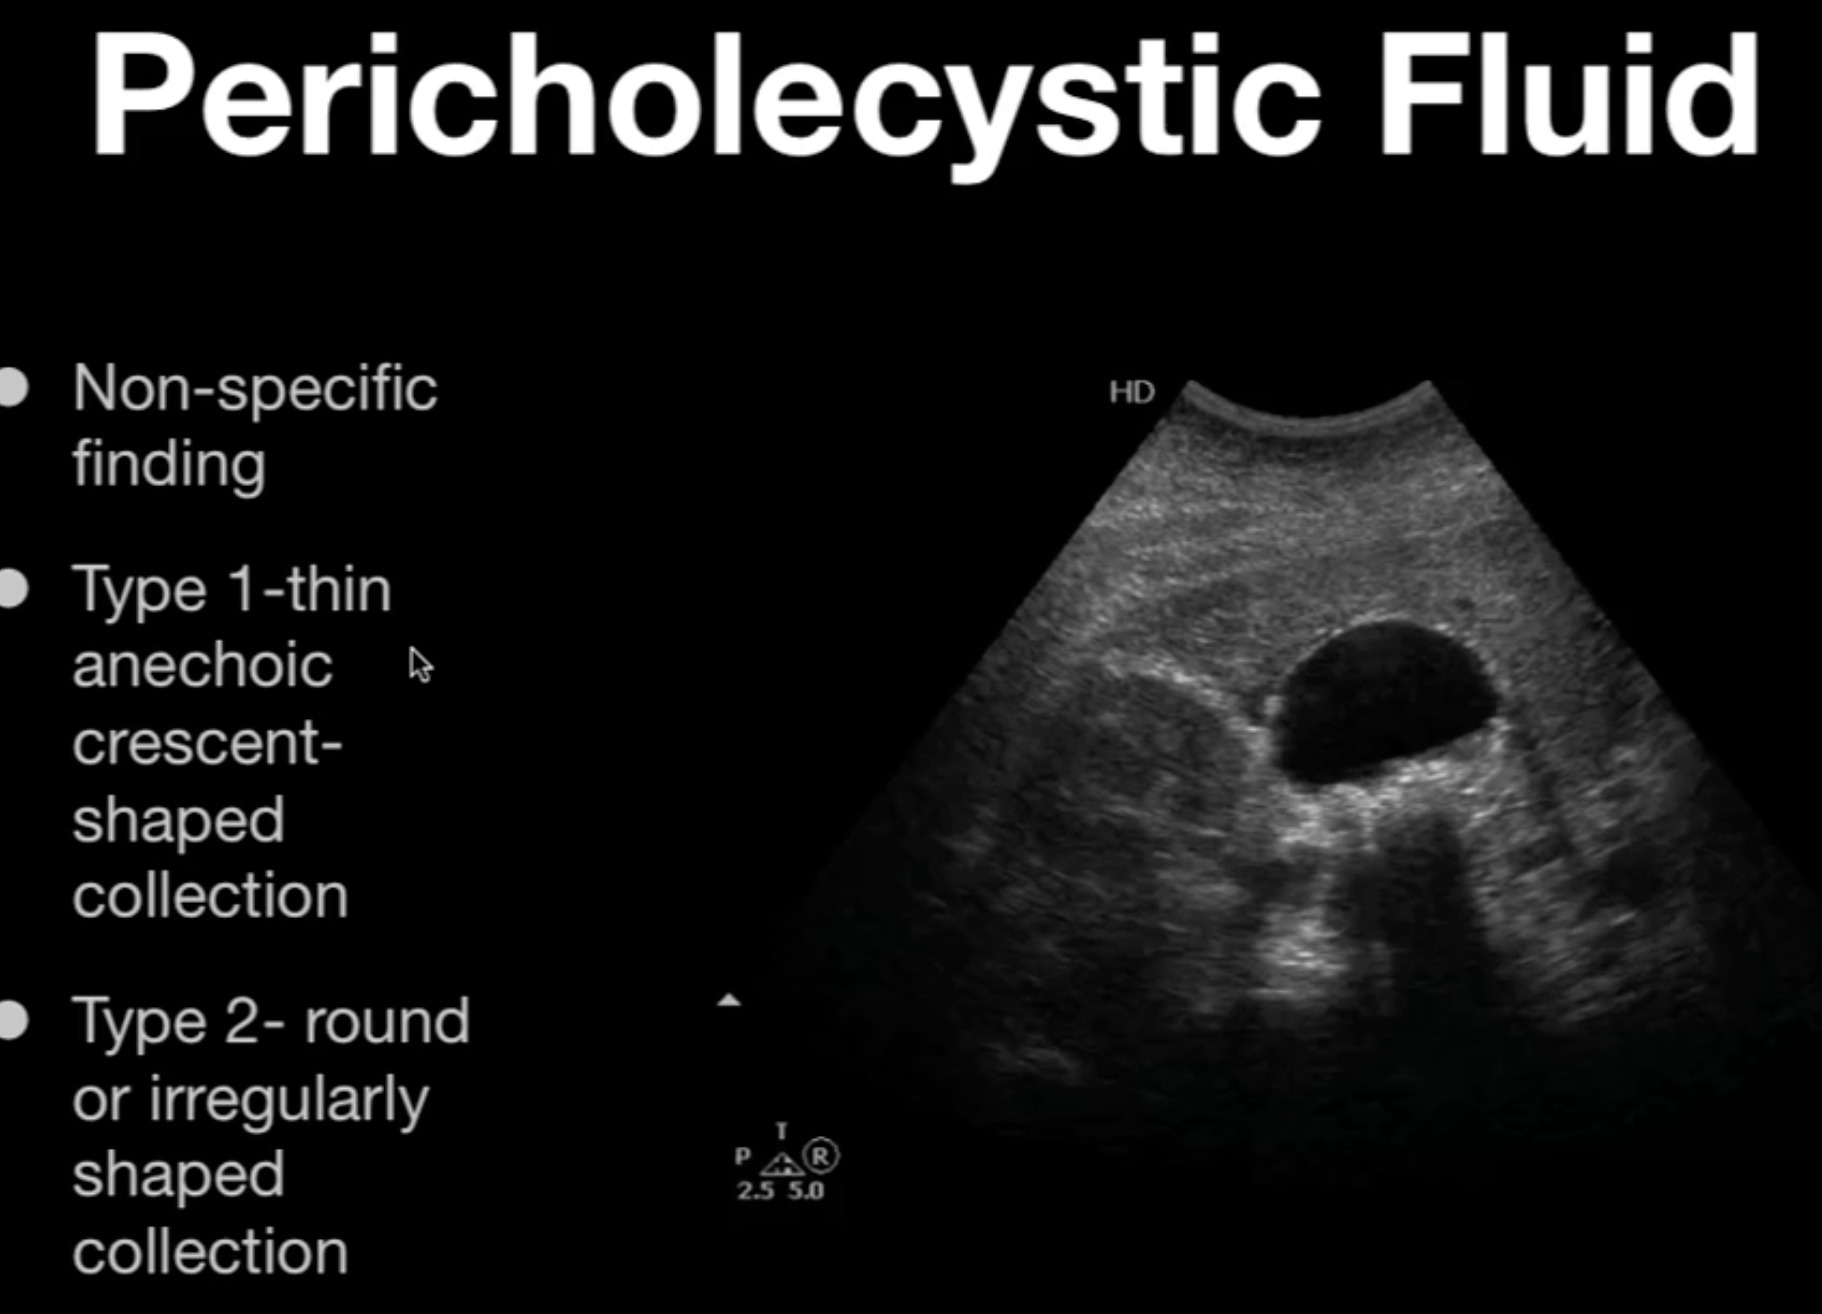 Pericholecystic Fluid
Non-specific
finding
Type 1-thin
anechoic
crescent-
shaped
collection
Type 2- round
or irregularly
shaped
collection
HD
T
P R
2.5 5.0